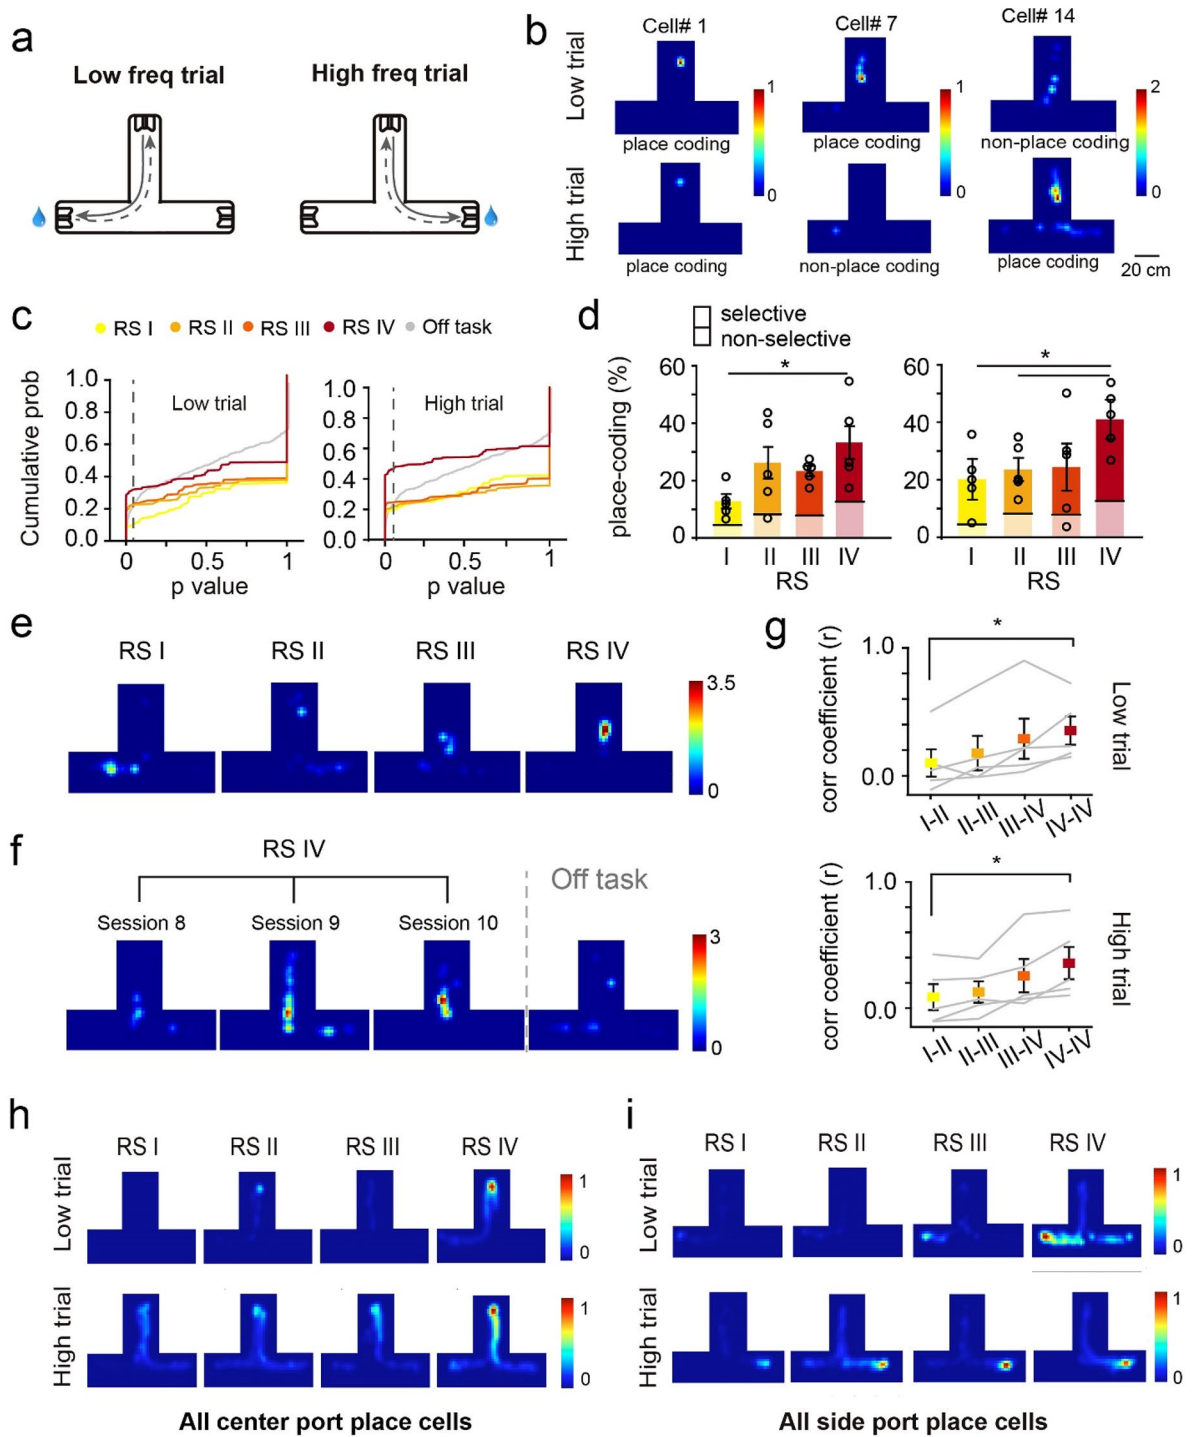 a
Low freq trial
High freq trial
b
Cell# 1
Cell# 7
Cell# 14
Low trial
1
0
1
0
2
0
place coding
place coding
non-place coding
High trial
place coding
non-place coding
place coding
20 cm
c
RS I
RS II
RS III
RS IV
Off task
Cumulative prob
1.0
0.8
0.6
0.4
0.2
0.0
Low trial
0
0.5
1
p value
1.0
0.8
0.6
0.4
0.2
0.0
High trial
0
0.5
1
p value
d
selective
non-selective
place-coding (%)
60
40
20
0
*
I
II
III
IV
RS
60
40
20
0
*
I
II
III
IV
RS
e
RS I
RS II
RS III
RS IV
3.5
0
f
RS IV
Off task
Session 8
Session 9
Session 10
3
0
g
corr coefficient (r)
1.0
0.0
*
I-II
II-III
III-IV
IV-IV
Low trial
corr coefficient (r)
1.0
0.0
*
I-II
II-III
III-IV
IV-IV
High trial
h
RS I
RS II
RS III
RS IV
Low trial
1
0
High trial
1
0
All center port place cells
i
RS I
RS II
RS III
RS IV
Low trial
1
0
High trial
1
0
All side port place cells